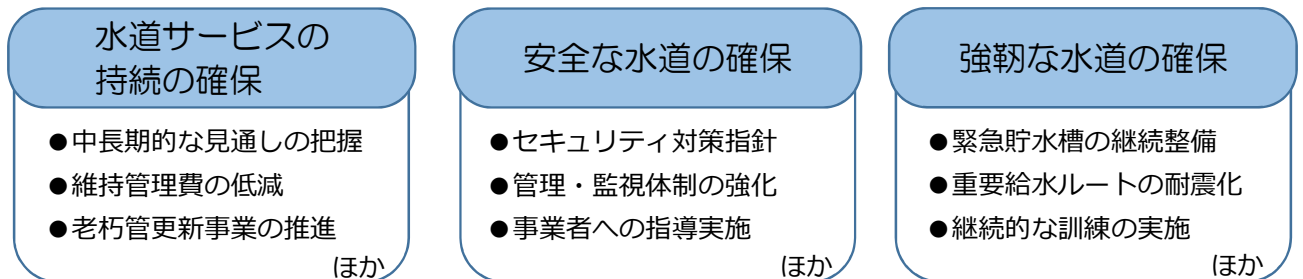 水道サービスの
持続の確保
●中長期的な見通しの把握
●維持管理費の低減
●老朽管更新事業の推進
ほか
安全な水道の確保
●セキュリティ対策指針
●管理・監視体制の強化
●事業者への指導実施
ほか
強靭な水道の確保
●緊急貯水槽の継続整備
●重要給水ルートの耐震化
●継続的な訓練の実施
ほか